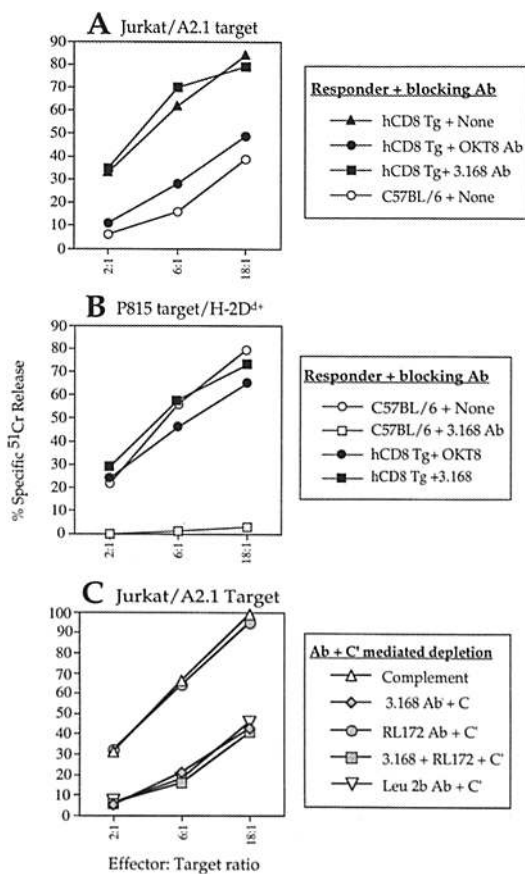 A Jurkat/A2.1 target
90
80
70
60
50
40
30
20
10
0
2:1
6:1
18:1
Responder + blocking Ab
hCD8 Tg + None
hCD8 Tg + OKT8 Ab
hCD8 Tg+ 3.168 Ab
C57BL/6 + None
B P815 target/H-2Dd+
% Specific 51Cr Release
90
80
70
60
50
40
30
20
10
0
2:1
6:1
18:1
Responder + blocking Ab
C57BL/6 + None
C57BL/6 + 3.168 Ab
hCD8 Tg+ OKT8
hCD8 Tg +3.168
C Jurkat/A2.1 Target
100
90
80
70
60
50
40
30
20
10
0
2:1
6:1
18:1
Effector: Target ratio
Ab + C' mediated depletion
Complement
3.168 Ab + C
RL172 Ab + C'
3.168 + RL172 + C'
Leu 2b Ab + C'